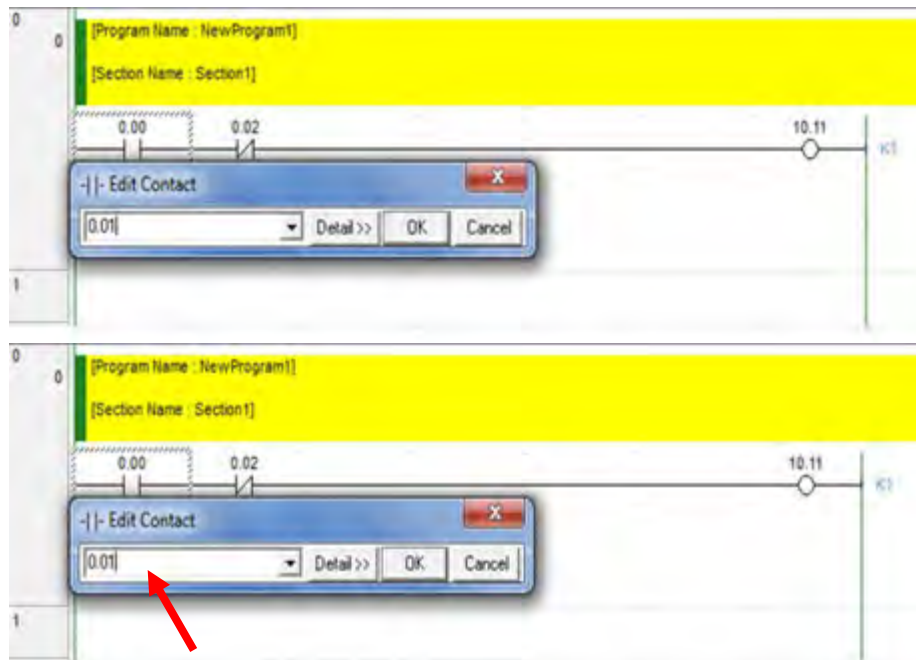 0
0
[Program Name : NewProgram1]
[Section Name : Section1]
0.00 0.02 10.11
-| |- Edit Contact
0.01 Detail >> OK Cancel
1
0
0
[Program Name : NewProgram1]
[Section Name : Section1]
0.00 0.02 10.11
-| |- Edit Contact
0.01 Detail >> OK Cancel
1